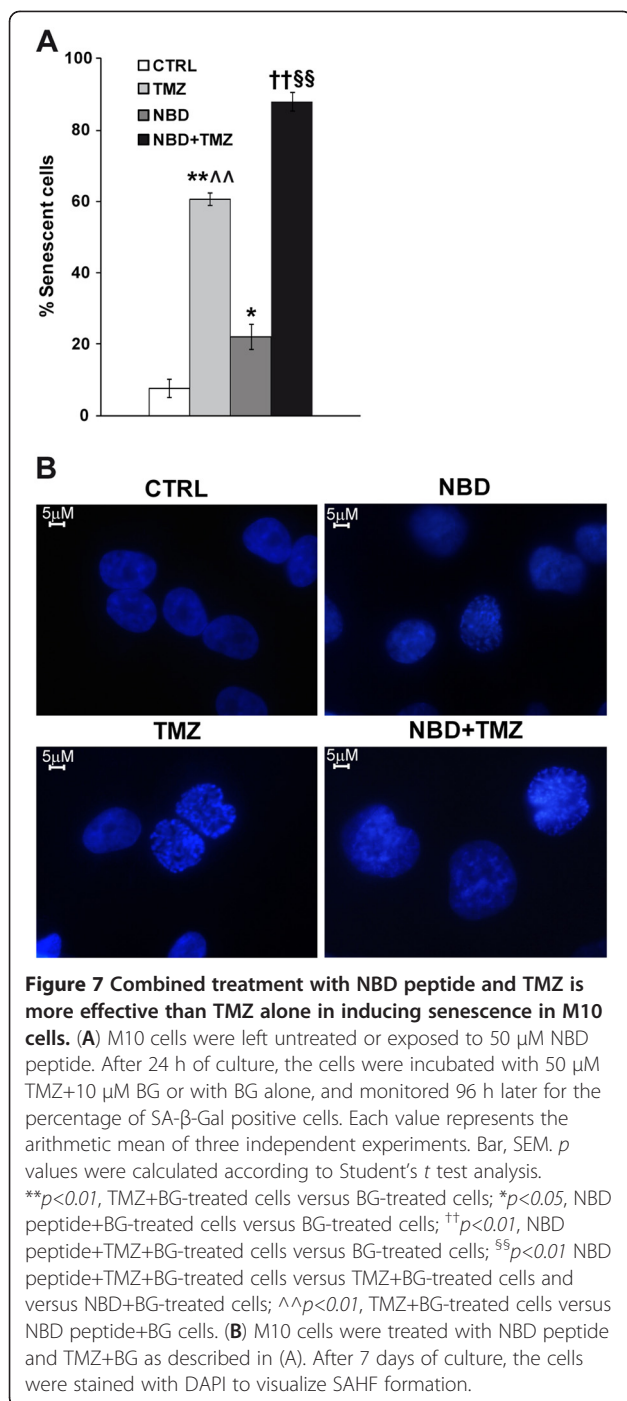 A
100
80
60
40
20
0
% Senescent cells
CTRL
TMZ
NBD
NBD+TMZ
**^^
*
††§§
B
CTRL
NBD
5µM
5µM
TMZ
NBD+TMZ
5µM
5µM
Figure 7 Combined treatment with NBD peptide and TMZ is
more effective than TMZ alone in inducing senescence in M10
cells. (A) M10 cells were left untreated or exposed to 50 µM NBD
peptide. After 24 h of culture, the cells were incubated with 50 µM
TMZ+10 µM BG or with BG alone, and monitored 96 h later for the
percentage of SA-β-Gal positive cells. Each value represents the
arithmetic mean of three independent experiments. Bar, SEM. p
values were calculated according to Student's t test analysis.
**p<0.01, TMZ+BG-treated cells versus BG-treated cells; *p<0.05, NBD
peptide+BG-treated cells versus BG-treated cells; ††p<0.01, NBD
peptide+TMZ+BG-treated cells versus BG-treated cells; §§p<0.01 NBD
peptide+TMZ+BG-treated cells versus TMZ+BG-treated cells and
versus NBD+BG-treated cells; ^^p<0.01, TMZ+BG-treated cells versus
NBD peptide+BG cells. (B) M10 cells were treated with NBD peptide
and TMZ+BG as described in (A). After 7 days of culture, the cells
were stained with DAPI to visualize SAHF formation.